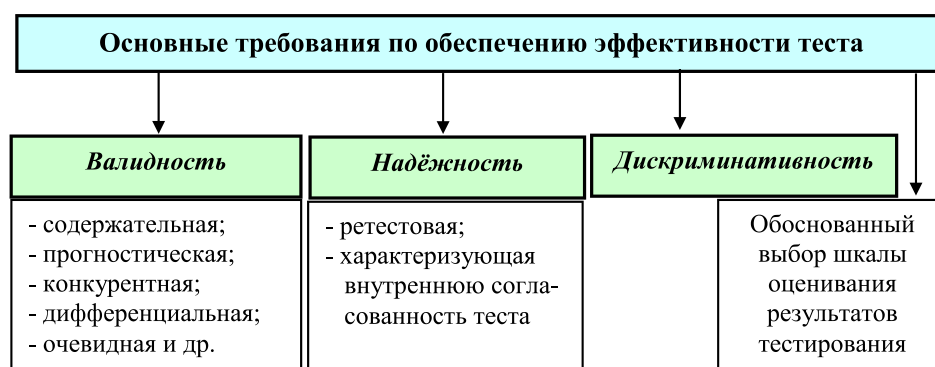 Основные требования по обеспечению эффективности теста
Валидность
- содержательная;
- прогностическая;
- конкурентная;
- дифференциальная;
- очевидная и др.
Надёжность
- ретестовая;
- характеризующая
внутреннюю согла-
сованность теста
Дискриминативность
Обоснованный
выбор шкалы
оценивания
результатов
тестирования